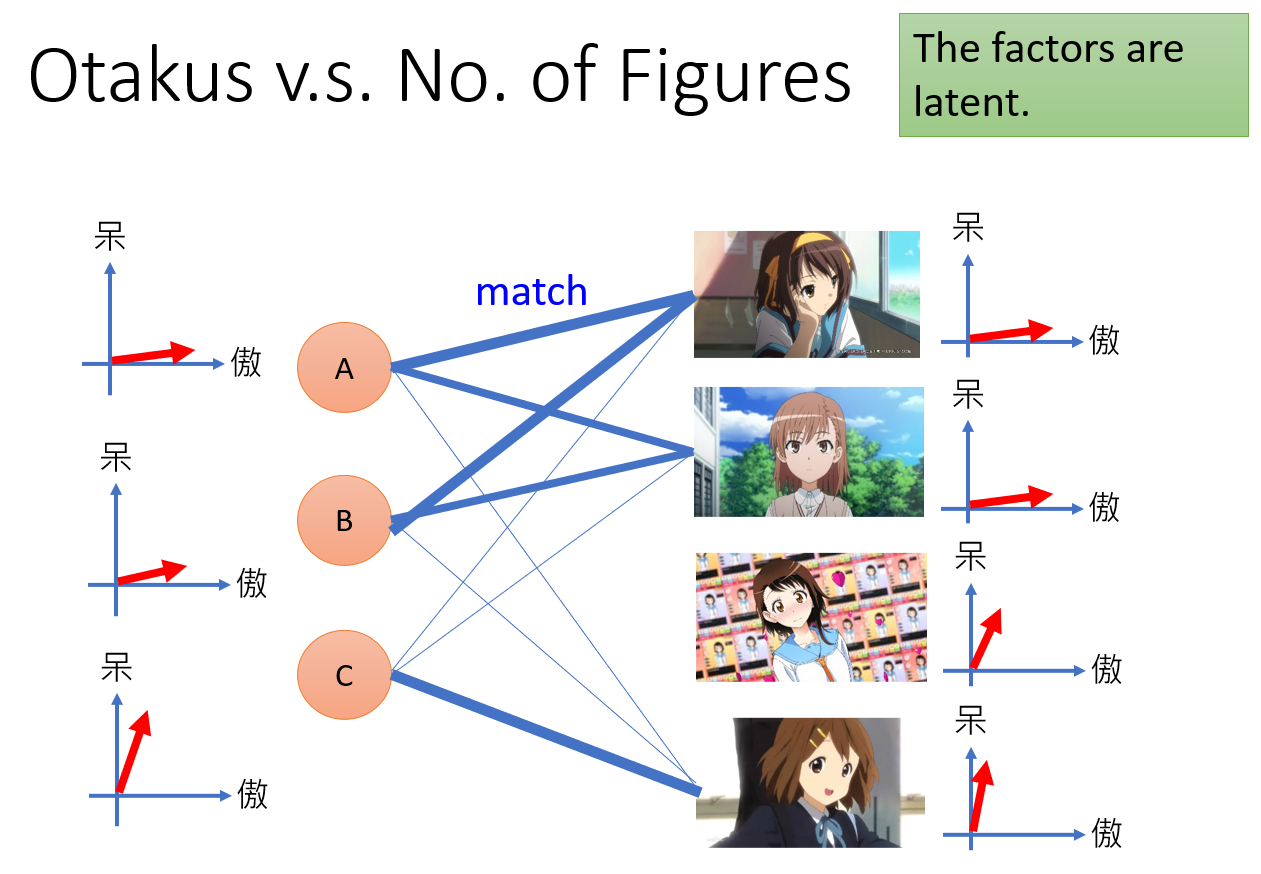 Otakus v.s. No. of Figures
The factors are
latent.
呆
傲
呆
傲
呆
傲
match
A
B
C
呆
傲
呆
傲
呆
傲
呆
傲